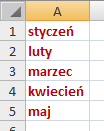 A
1 styczeń
2 luty
3 marzec
4 kwiecień
5 maj